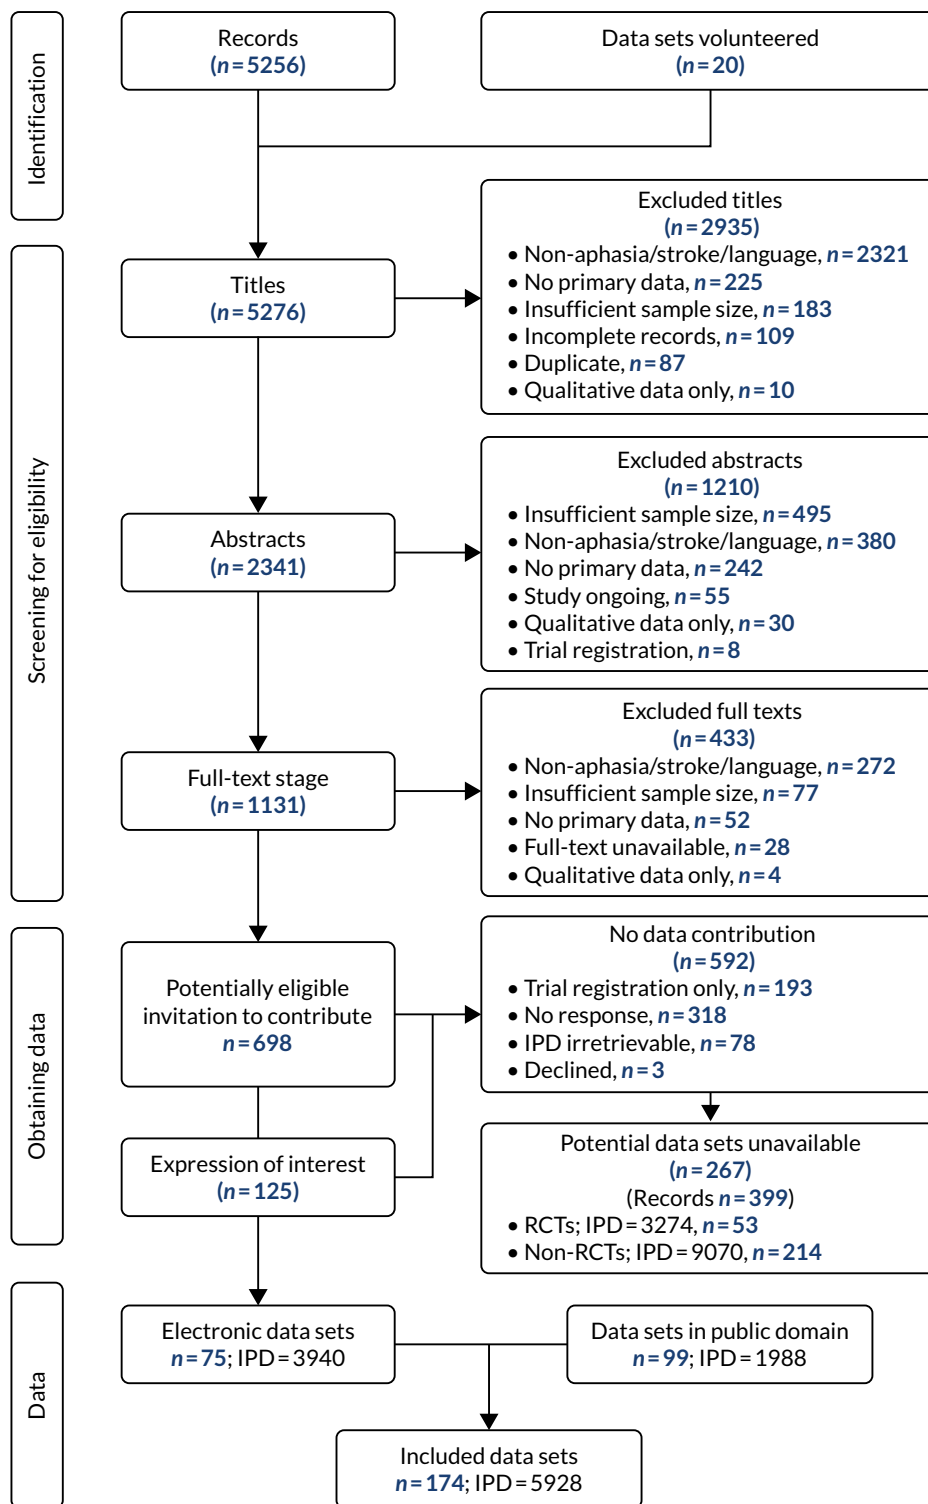 Identification
Records
(n=5256)
Data sets volunteered
(n=20)
Excluded titles
(n=2935)
• Non-aphasia/stroke/language, n=2321
• No primary data, n=225
• Insufficient sample size, n=183
• Incomplete records, n=109
• Duplicate, n=87
• Qualitative data only, n=10
Screening for eligibility
Titles
(n=5276)
Excluded abstracts
(n=1210)
• Insufficient sample size, n=495
• Non-aphasia/stroke/language, n=380
• No primary data, n=242
• Study ongoing, n=55
• Qualitative data only, n=30
• Trial registration, n=8
Abstracts
(n=2341)
Excluded full texts
(n=433)
• Non-aphasia/stroke/language, n=272
• Insufficient sample size, n=77
• No primary data, n=52
• Full-text unavailable, n=28
• Qualitative data only, n=4
Full-text stage
(n=1131)
Obtaining data
Potentially eligible
invitation to contribute
n=698
No data contribution
(n=592)
• Trial registration only, n=193
• No response, n=318
• IPD irretrievable, n=78
• Declined, n=3
Expression of interest
(n=125)
Potential data sets unavailable
(n=267)
(Records n=399)
• RCTs; IPD=3274, n=53
• Non-RCTs; IPD=9070, n=214
Data
Electronic data sets
n=75; IPD=3940
Data sets in public domain
n=99; IPD=1988
Included data sets
n=174; IPD=5928